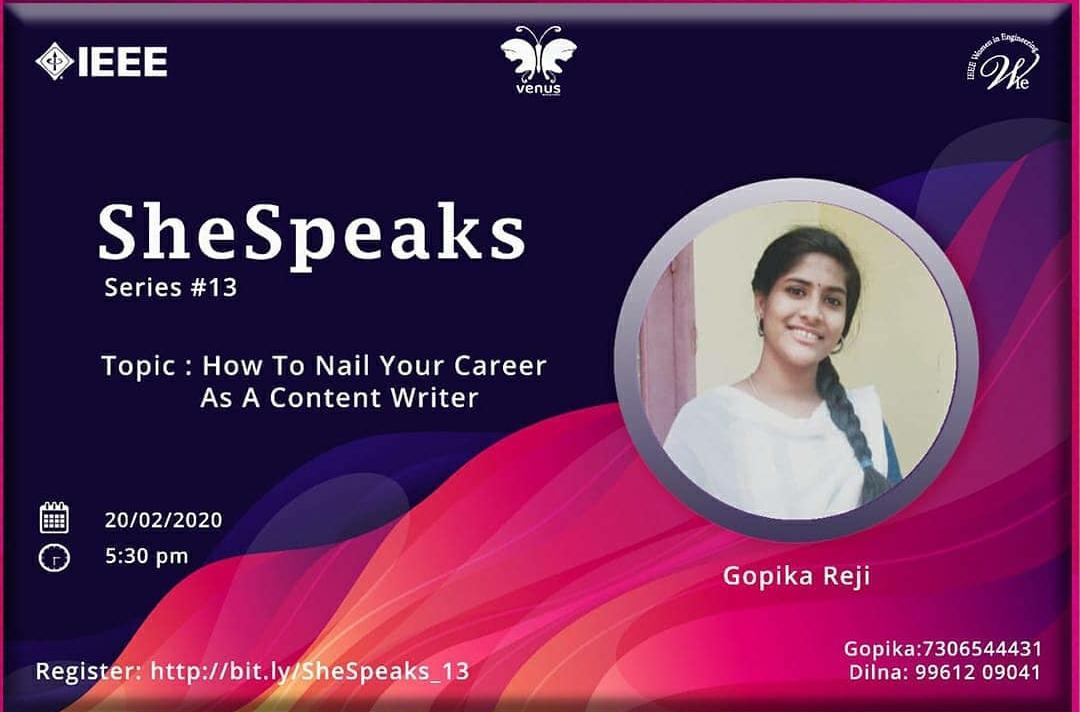 IEEE
venus
IEEE Women in Engineering
WIe
SheSpeaks
Series #13
Topic : How To Nail Your Career
As A Content Writer
20/02/2020
5:30 pm
Gopika Reji
Register: http://bit.ly/SheSpeaks_13
Gopika:7306544431
Dilna: 99612 09041